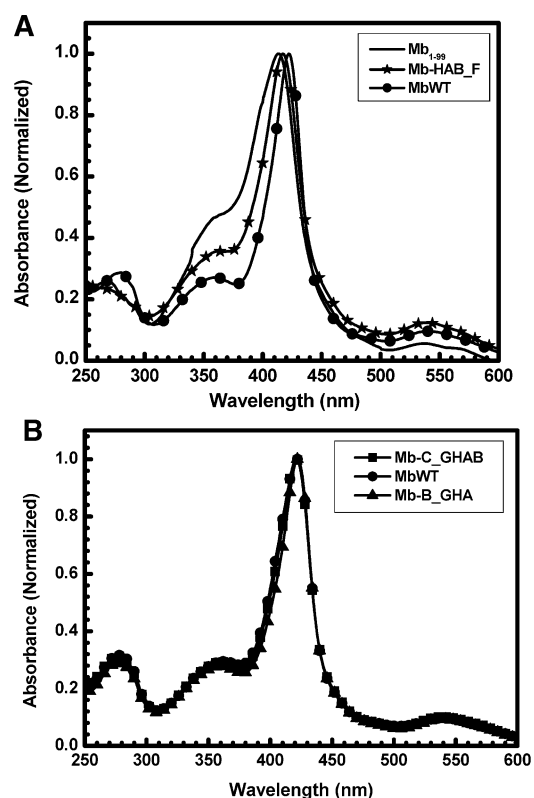 A
Absorbance (Normalized)
1.0
0.8
0.6
0.4
0.2
0.0
Mb1-99
Mb-HAB_F
MbWT
250 300 350 400 450 500 550 600
Wavelength (nm)
B
Absorbance (Normalized)
1.0
0.8
0.6
0.4
0.2
0.0
Mb-C_GHAB
MbWT
Mb-B_GHA
250 300 350 400 450 500 550 600
Wavelength (nm)